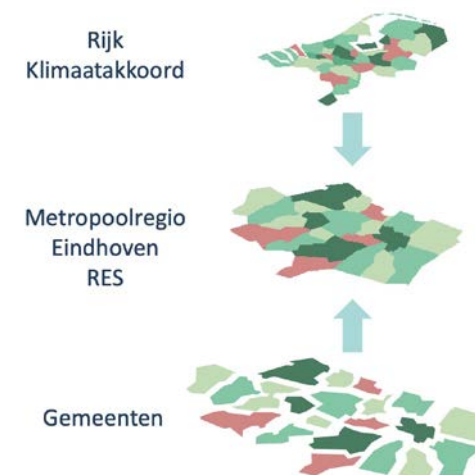 Rijk
Klimaatakkoord
Metropoolregio
Eindhoven
RES
Gemeenten